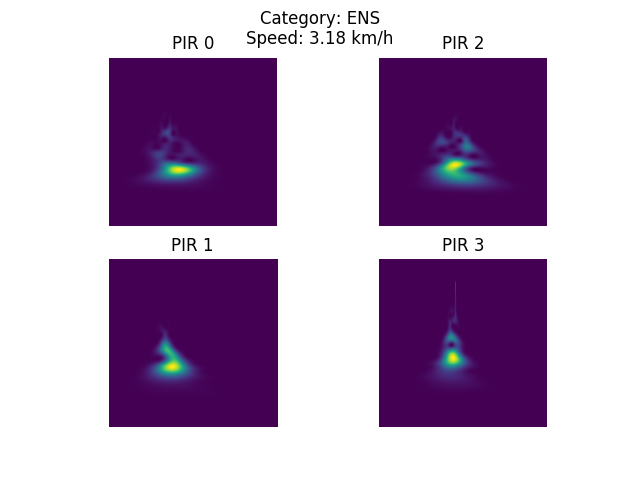 Category: ENS
Speed: 3.18 km/h
PIR 0
PIR 2
PIR 1
PIR 3